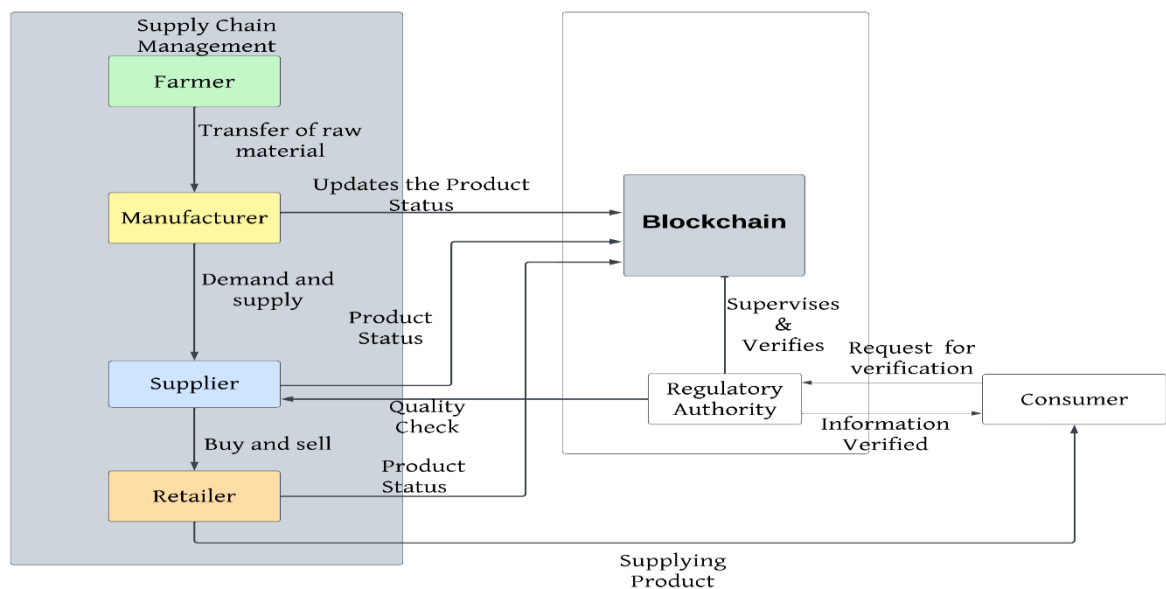 Supply Chain
Management
Farmer
Transfer of raw
material
Updates the Product
Status
Manufacturer
Blockchain
Demand and
supply
Product
Status
Supervises
&
Verifies
Request for
verification
Supplier
Regulatory
Authority
Consumer
Quality
Check
Information
Verified
Buy and sell
Product
Status
Retailer
Supplying
Product